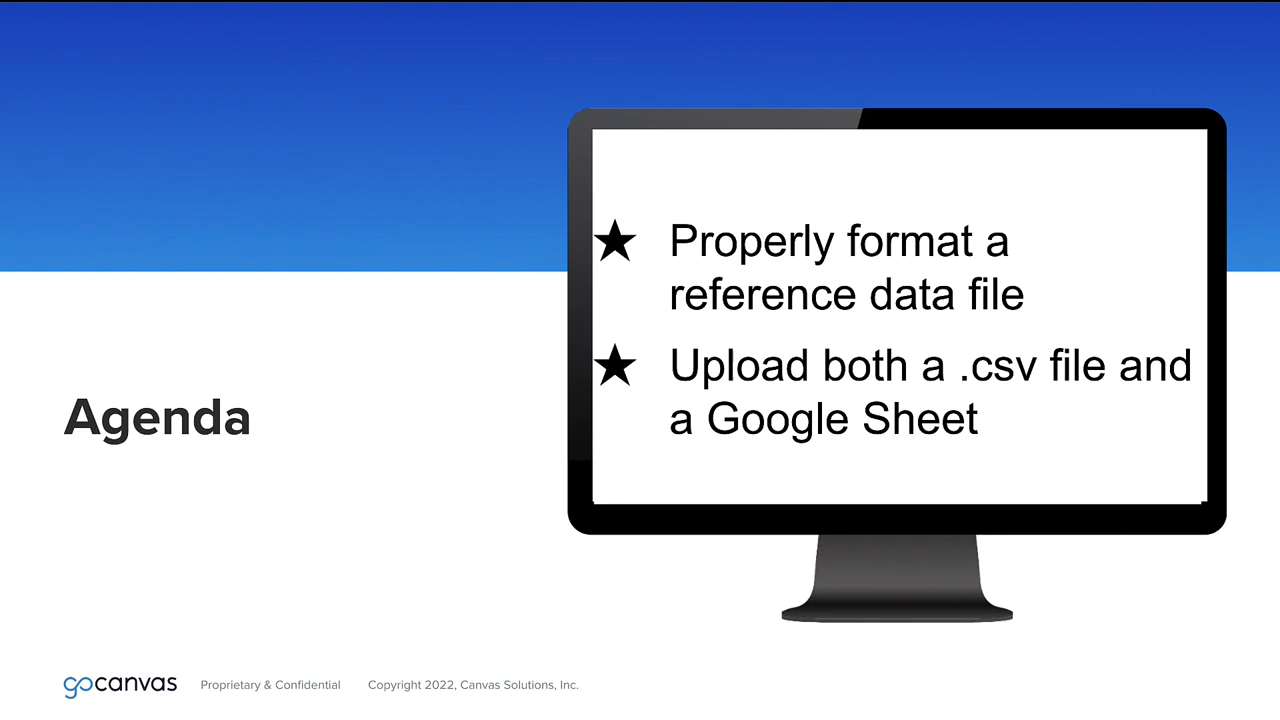 Agenda
★ Properly format a
reference data file
★ Upload both a .csv file and
a Google Sheet
gocanvas Proprietary & Confidential Copyright 2022, Canvas Solutions, Inc.